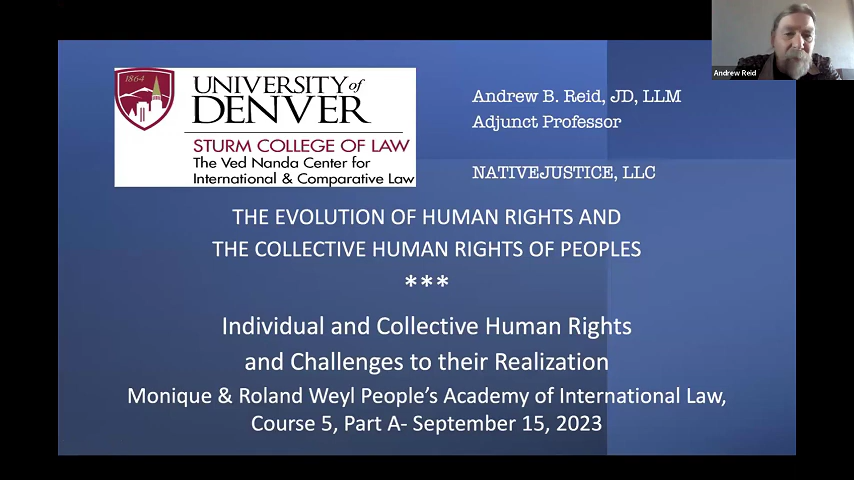 1864
UNIVERSITY of
DENVER
STURM COLLEGE OF LAW
The Ved Nanda Center for
International & Comparative Law
Andrew B. Reid, JD, LLM
Adjunct Professor
NATIVEJUSTICE, LLC
THE EVOLUTION OF HUMAN RIGHTS AND
THE COLLECTIVE HUMAN RIGHTS OF PEOPLES
***
Individual and Collective Human Rights
and Challenges to their Realization
Monique & Roland Weyl People's Academy of International Law,
Course 5, Part A- September 15, 2023
Andrew Reid